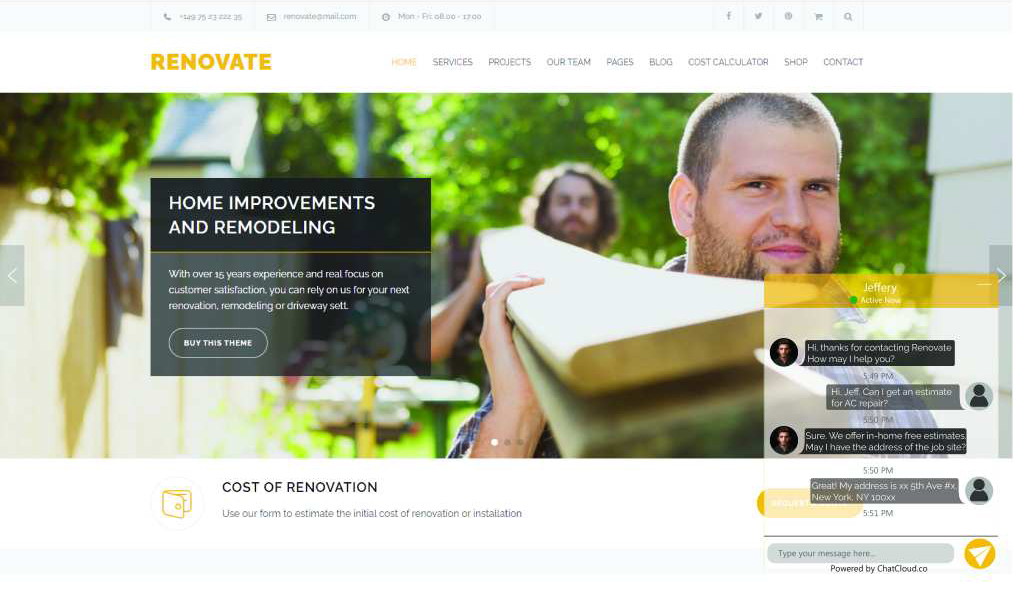 +149 75 23 222 35
renovate@mail.com
Mon - Fri: 08.00 - 17.00
RENOVATE
HOME SERVICES PROJECTS OUR TEAM PAGES BLOG COST CALCULATOR SHOP CONTACT
HOME IMPROVEMENTS
AND REMODELING
With over 15 years experience and real focus on
customer satisfaction, you can rely on us for your next
renovation, remodeling or driveway sett.
BUY THIS THEME
COST OF RENOVATION
Use our form to estimate the initial cost of renovation or installation
Jeffery
Active Now
Hi, thanks for contacting Renovate
How may I help you?
5:49 PM
Hi, Jeff. Can I get an estimate
for AC repair?
5:50 PM
Sure. We offer in-home free estimates.
May I have the address of the job site?
5:50 PM
Great! My address is xx 5th Ave #x,
New York, NY 100xx
5:51 PM
Type your message here...
Powered by ChatCloud.co